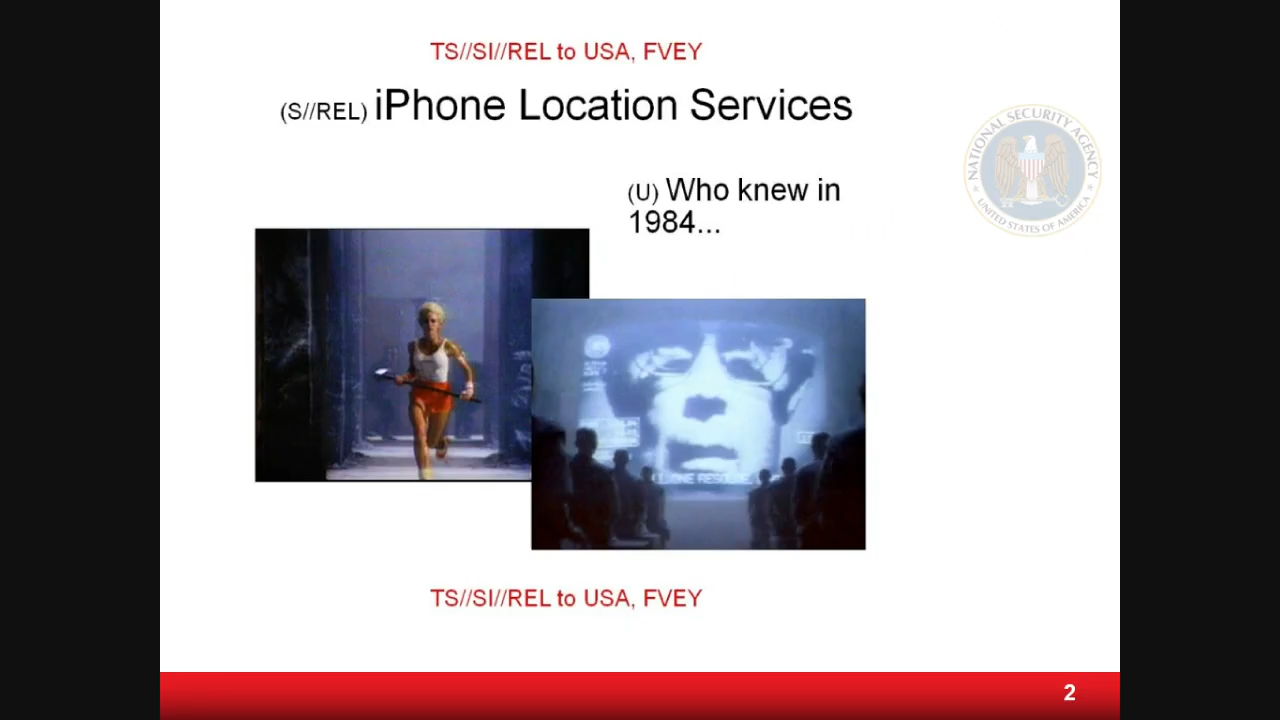 TS//SI//REL to USA, FVEY
(S//REL) iPhone Location Services
NATIONAL SECURITY AGENCY
UNITED STATES OF AMERICA
(U) Who knew in
1984...
TS//SI//REL to USA, FVEY
2